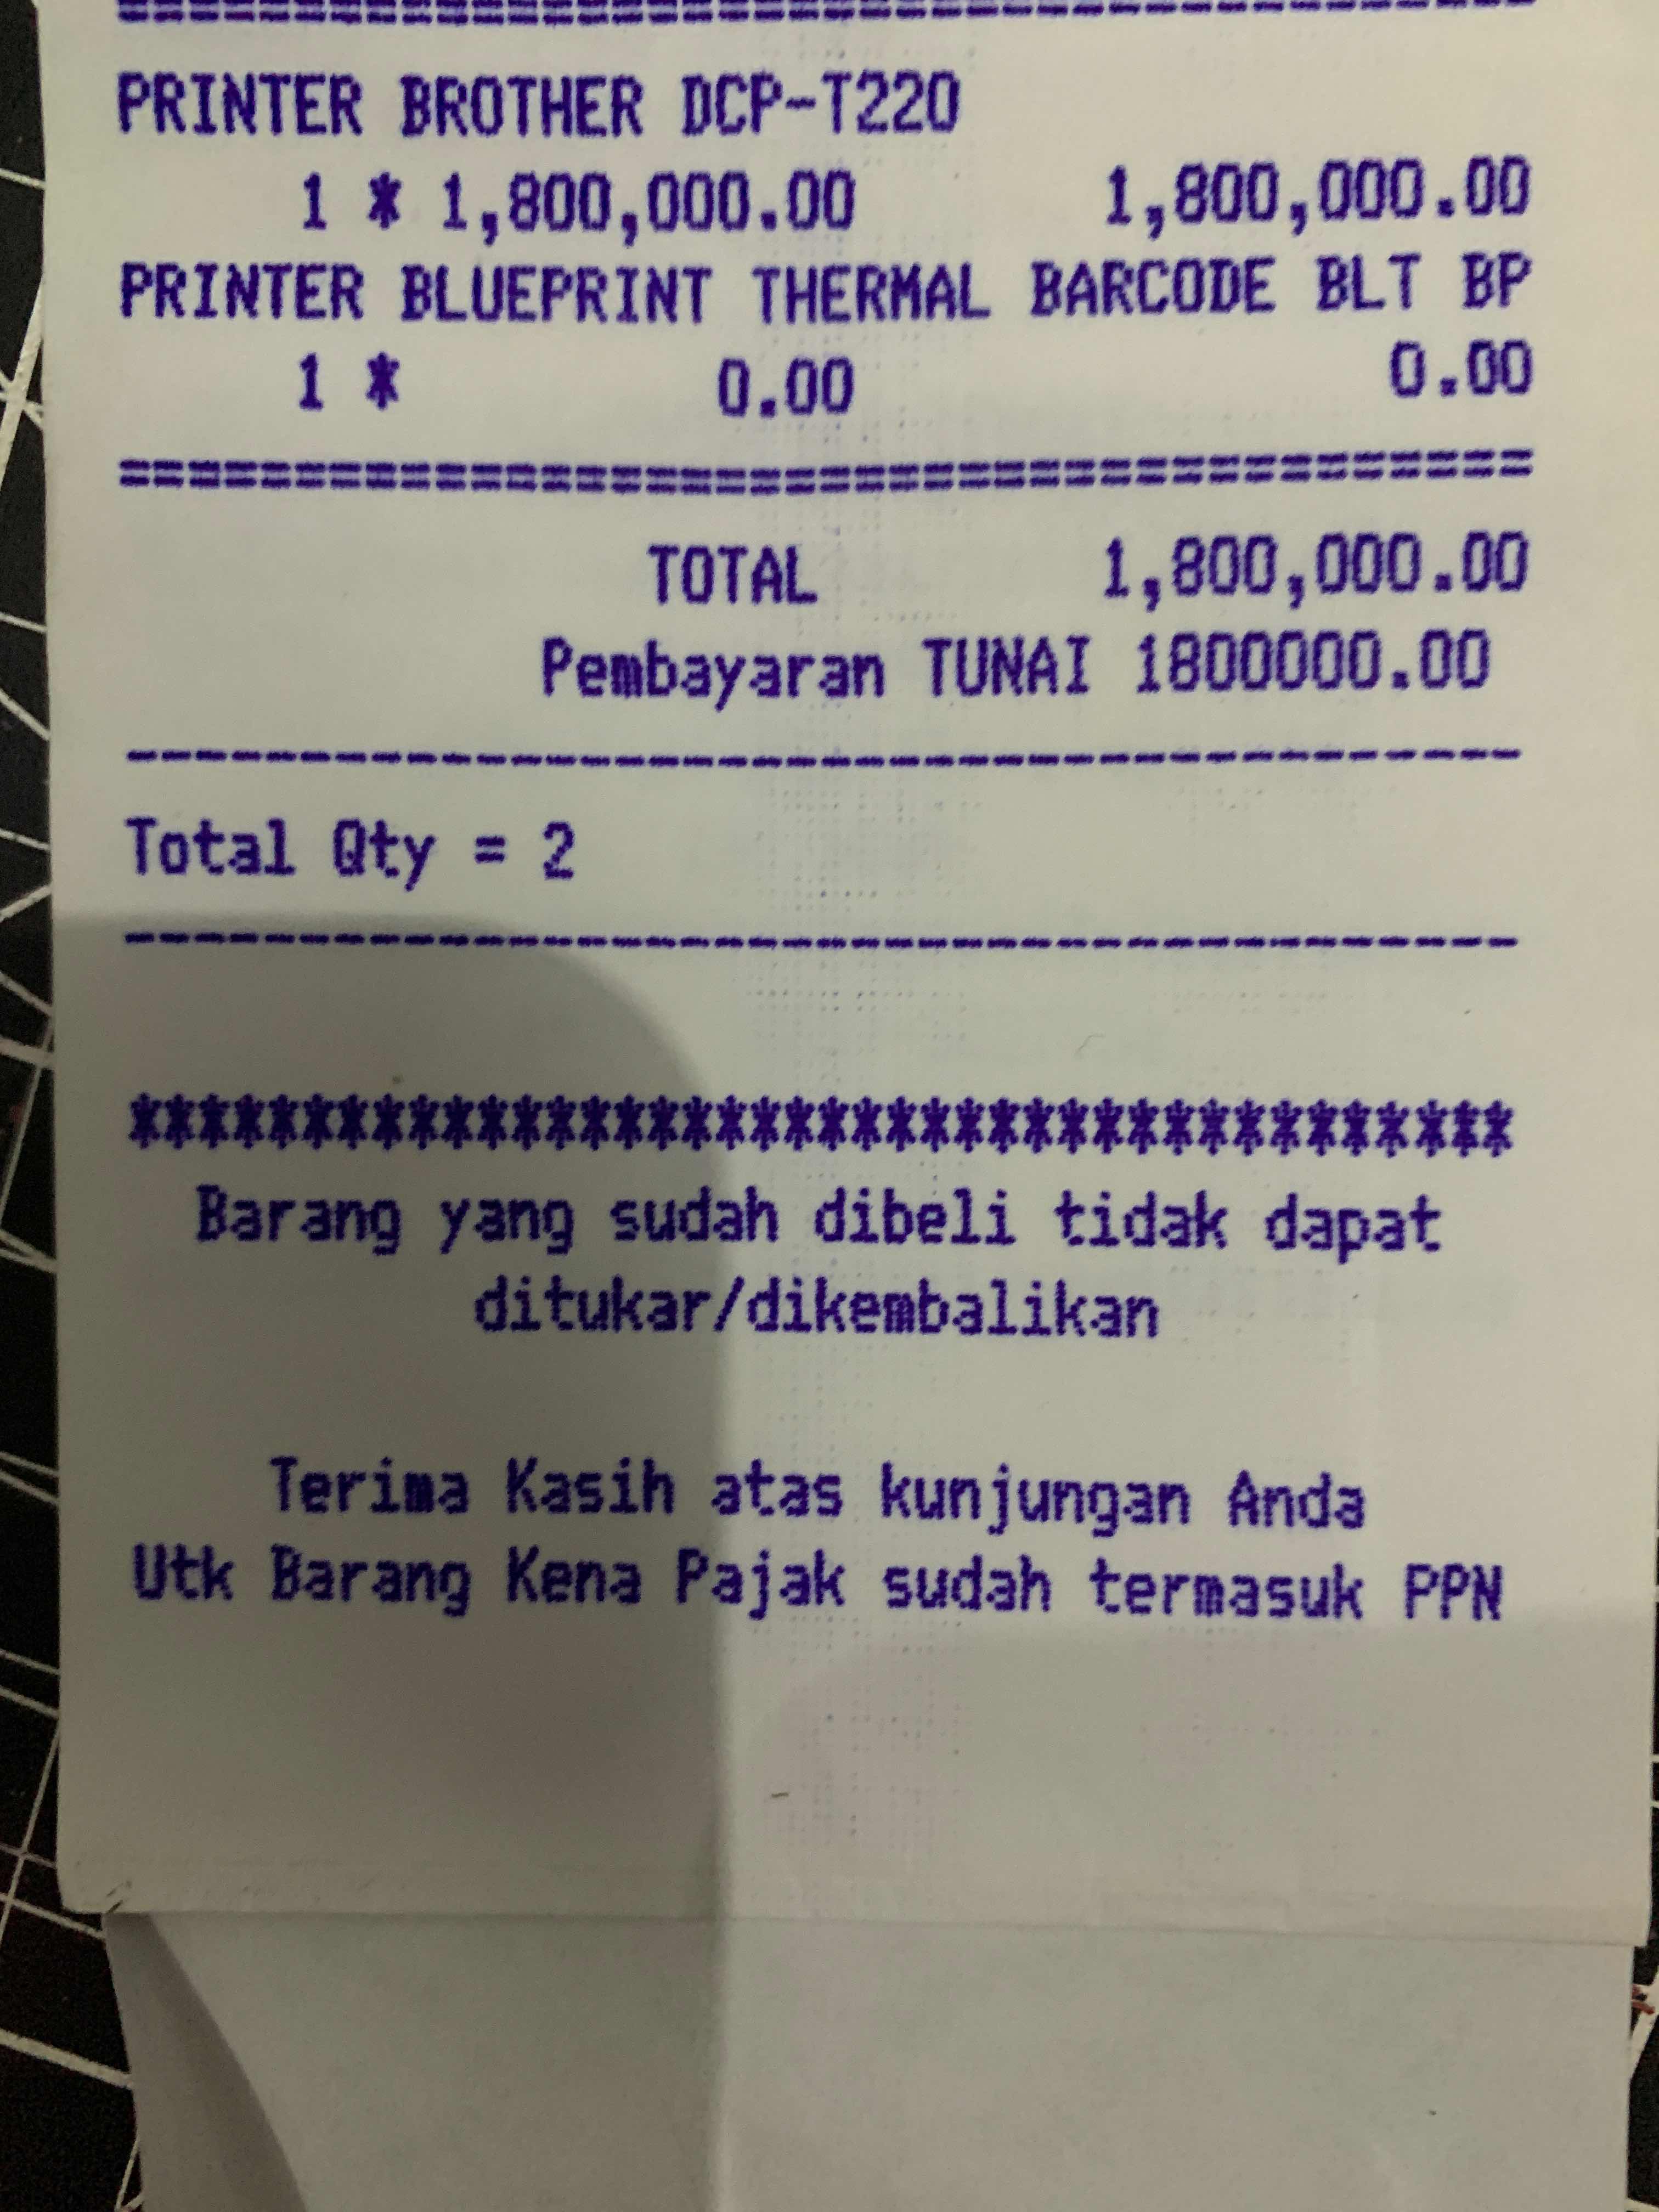 ========================================
PRINTER BROTHER DCP-T220
1 * 1,800,000.00 1,800,000.00
PRINTER BLUEPRINT THERMAL BARCODE BLT BP
1 * 0.00 0.00
========================================
TOTAL 1,800,000.00
Pembayaran TUNAI 1800000.00
----------------------------------------
Total Qty = 2
----------------------------------------
****************************************
Barang yang sudah dibeli tidak dapat
ditukar/dikembalikan
Terima Kasih atas kunjungan Anda
Utk Barang Kena Pajak sudah termasuk PPN